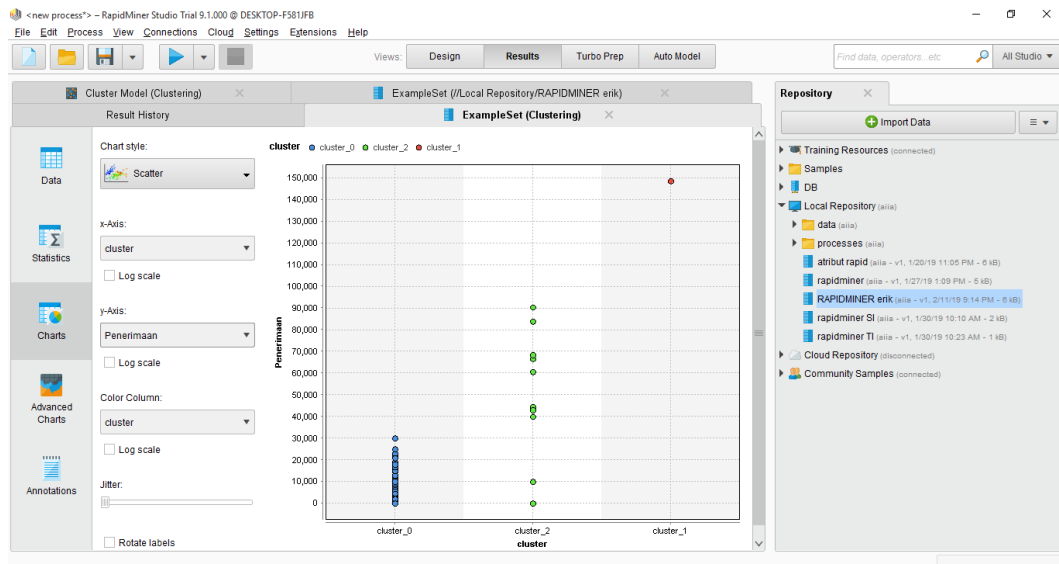 <new process*> – RapidMiner Studio Trial 9.1.000 @ DESKTOP-F581JFB
File Edit Process View Connections Cloud Settings Extensions Help
Views: Design Results Turbo Prep Auto Model
Find data, operators...etc
All Studio
Cluster Model (Clustering)
ExampleSet (//Local Repository/RAPIDMINER erik)
Result History
ExampleSet (Clustering)
Data
Statistics
Charts
Advanced
Charts
Annotations
Chart style:
Scatter
x-Axis:
cluster
Log scale
y-Axis:
Penerimaan
Log scale
Color Column:
cluster
Log scale
Jitter:
Rotate labels
cluster cluster_0 cluster_2 cluster_1
150,000
140,000
130,000
120,000
110,000
100,000
90,000
80,000
70,000
60,000
50,000
40,000
30,000
20,000
10,000
0
Penerimaan
cluster_0 cluster_2 cluster_1
cluster
Repository
Import Data
Training Resources (connected)
Samples
DB
Local Repository (aiia)
data (aiia)
processes (aiia)
atribut rapid (aiia - v1, 1/20/19 11:05 PM - 6 kB)
rapidminer (aiia - v1, 1/27/19 1:09 PM - 5 kB)
RAPIDMINER erik (aiia - v1, 2/11/19 9:14 PM - 6 kB)
rapidminer SI (aiia - v1, 1/30/19 10:10 AM - 2 kB)
rapidminer TI (aiia - v1, 1/30/19 10:23 AM - 1 kB)
Cloud Repository (disconnected)
Community Samples (connected)